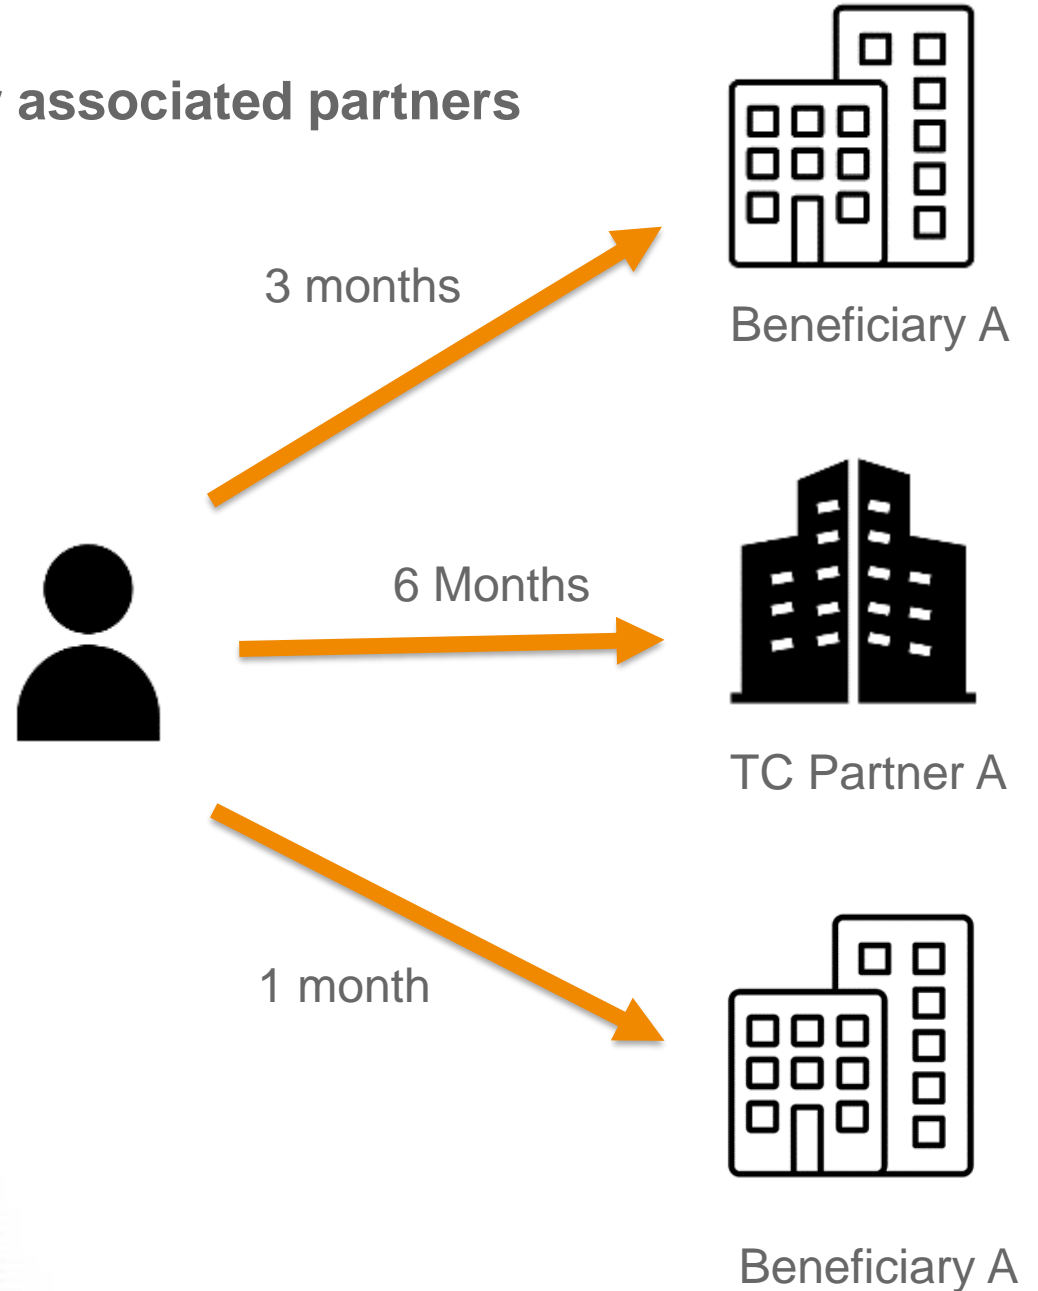 associated partners
3 months
Beneficiary A
6 Months
TC Partner A
1 month
Beneficiary A